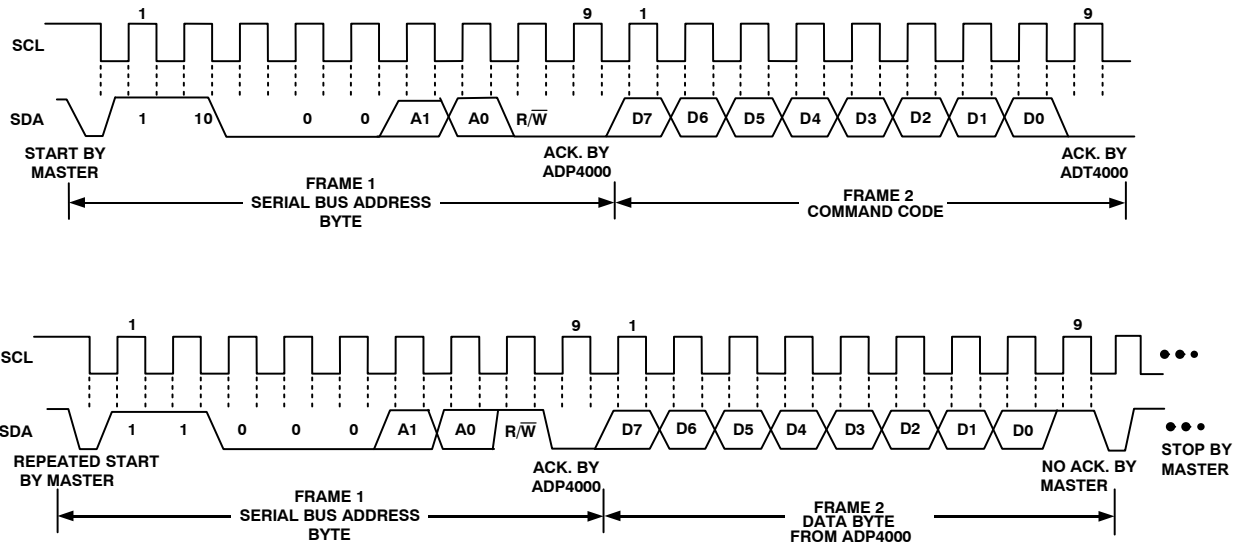 1 9 1 9
SCL
SDA 1 10 0 0 A1 A0 R/W̅ D7 D6 D5 D4 D3 D2 D1 D0
START BY
MASTER
ACK. BY
ADP4000
ACK. BY
ADT4000
FRAME 1
SERIAL BUS ADDRESS
BYTE
FRAME 2
COMMAND CODE
1 9 1 9
SCL
SDA 1 1 0 0 0 A1 A0 R/W̅ D7 D6 D5 D4 D3 D2 D1 D0
REPEATED START
BY MASTER
ACK. BY
ADP4000
NO ACK. BY
MASTER
STOP BY
MASTER
FRAME 1
SERIAL BUS ADDRESS
BYTE
FRAME 2
DATA BYTE
FROM ADP4000